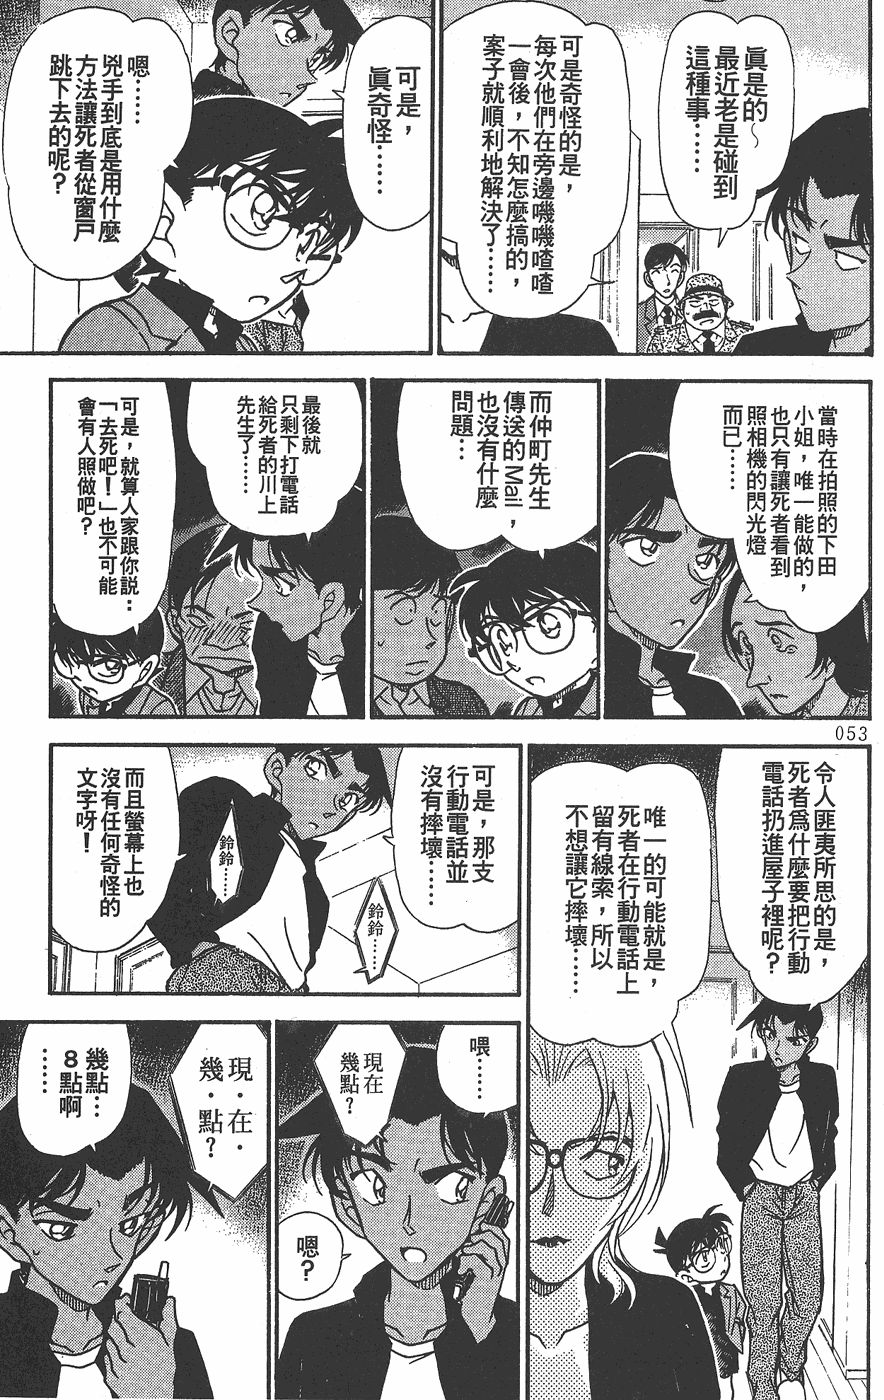 真是的~
最近老是碰到
這種事……
可是奇怪的是，
每次他們在旁邊嘰嘰喳喳
一會後，不知怎麼搞的，
案子就順利地解決了……
可是，
真奇怪……
嗯……
兇手到底是用什麼
方法讓死者從窗戶
跳下去的呢？
當時在拍照的下田
小姐，唯一能做的，
也只有讓死者看到
照相機的閃光燈
而已……
而仲町先生
傳送的Mail，
也沒有什麼
問題…
最後就
只剩下打電話
給死者的川上
先生了……
可是，就算人家跟你說：
「去死吧！」也不可能
會有人照做吧？
053
令人匪夷所思的是，
死者爲什麼要把行動
電話扔進屋子裡呢？
唯一的可能就是，
死者在行動電話上
留有線索，所以
不想讓它摔壞……
可是，那支
行動電話並
沒有摔壞……
而且螢幕上也
沒有任何奇怪的
文字呀！
鈴鈴……
鈴鈴……
喂……
現在
幾點？
嗯？
現・在・
幾・點？
幾點…
8點啊
……